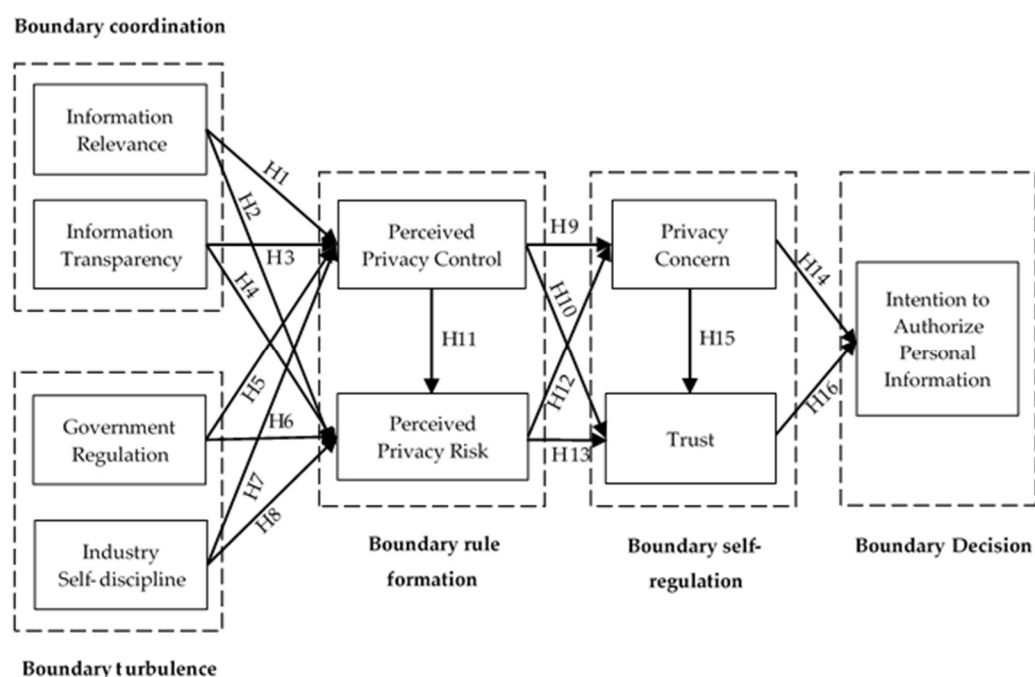 Boundary coordination
Information
Relevance
Information
Transparency
H1
H2
H3
H4
Government
Regulation
Industry
Self-discipline
H5
H6
H7
H8
Boundary turbulence
Perceived
Privacy Control
H11
Perceived
Privacy Risk
Boundary rule
formation
H9
H10
H12
H13
Privacy
Concern
H15
Trust
Boundary self-
regulation
H14
H16
Intention to
Authorize
Personal
Information
Boundary Decision